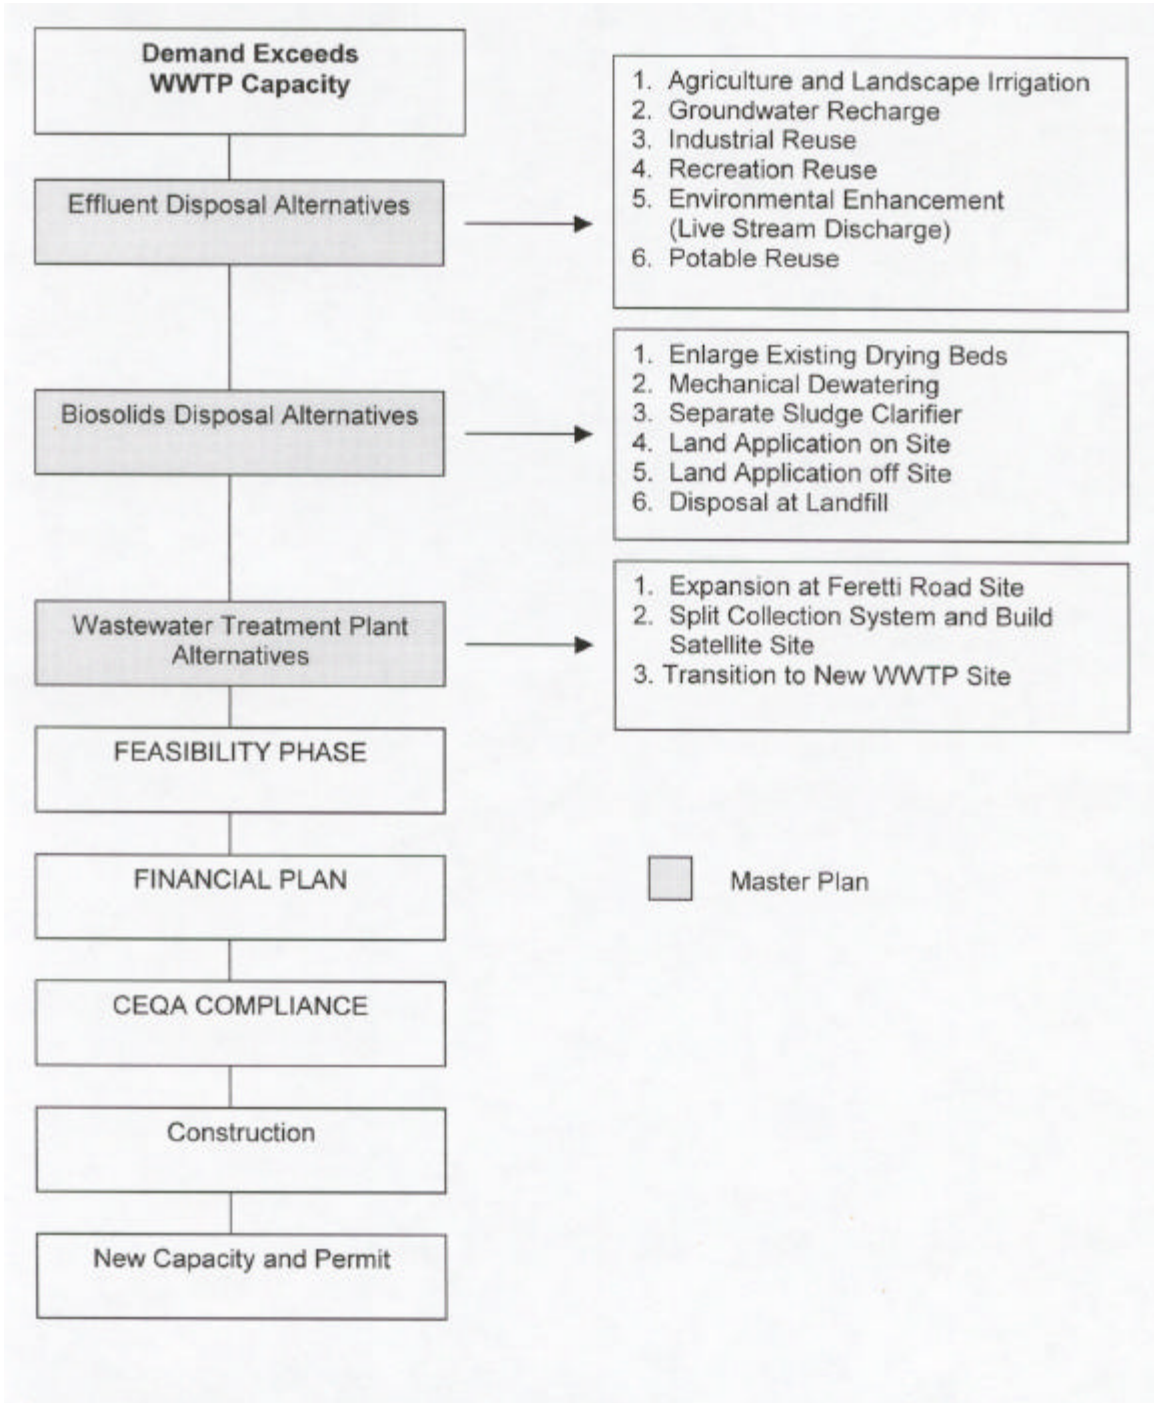 Demand Exceeds
WWTP Capacity
Effluent Disposal Alternatives
1. Agriculture and Landscape Irrigation
2. Groundwater Recharge
3. Industrial Reuse
4. Recreation Reuse
5. Environmental Enhancement
(Live Stream Discharge)
6. Potable Reuse
Biosolids Disposal Alternatives
1. Enlarge Existing Drying Beds
2. Mechanical Dewatering
3. Separate Sludge Clarifier
4. Land Application on Site
5. Land Application off Site
6. Disposal at Landfill
Wastewater Treatment Plant
Alternatives
1. Expansion at Feretti Road Site
2. Split Collection System and Build
Satellite Site
3. Transition to New WWTP Site
FEASIBILITY PHASE
FINANCIAL PLAN
Master Plan
CEQA COMPLIANCE
Construction
New Capacity and Permit